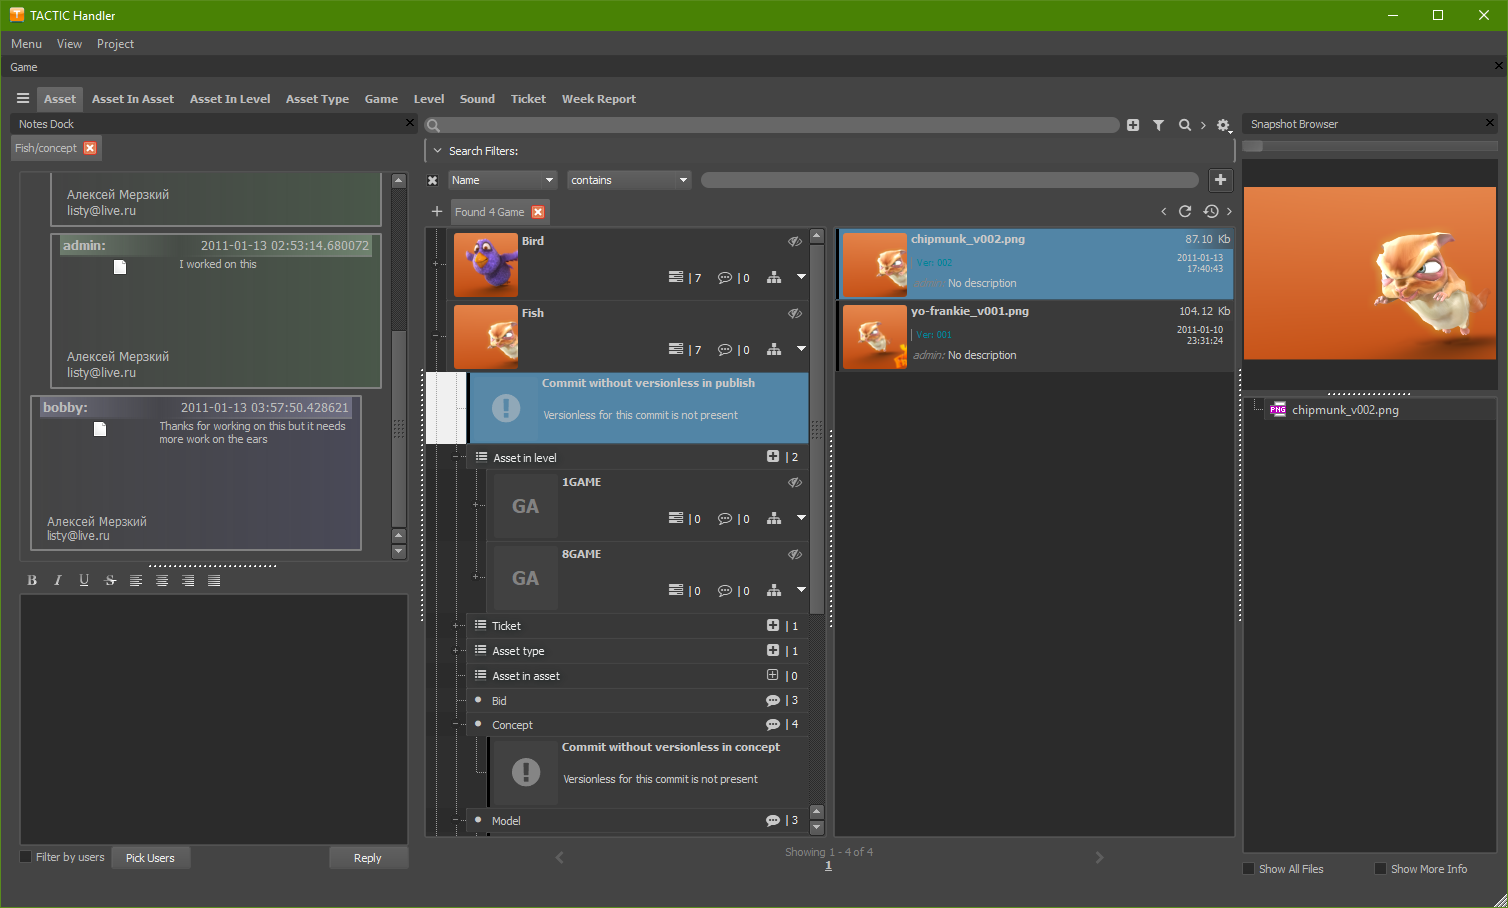 TACTIC Handler
Menu View Project
Game
Asset Asset In Asset Asset In Level Asset Type Game Level Sound Ticket Week Report
Notes Dock
Fish/concept
Алексей Мерзкий
listy@live.ru
admin: 2011-01-13 02:53:14.680072
I worked on this
Алексей Мерзкий
listy@live.ru
bobby: 2011-01-13 03:57:50.428621
Thanks for working on this but it needs
more work on the ears
Алексей Мерзкий
listy@live.ru
B I U S
Filter by users Pick Users Reply
Search Filters:
Name contains
Found 4 Game
Bird
| 7 | 0
Fish
| 7 | 0
Commit without versionless in publish
Versionless for this commit is not present
Asset in level | 2
GA 1GAME
| 0 | 0
GA 8GAME
| 0 | 0
Ticket | 1
Asset type | 1
Asset in asset | 0
Bid | 3
Concept | 4
Commit without versionless in concept
Versionless for this commit is not present
Model | 3
Showing 1 - 4 of 4
1
chipmunk_v002.png 87.10 Kb
Ver: 002 2011-01-13
17:40:43
admin: No description
yo-frankie_v001.png 104.12 Kb
Ver: 001 2011-01-10
23:31:24
admin: No description
Snapshot Browser
PNG chipmunk_v002.png
Show All Files Show More Info